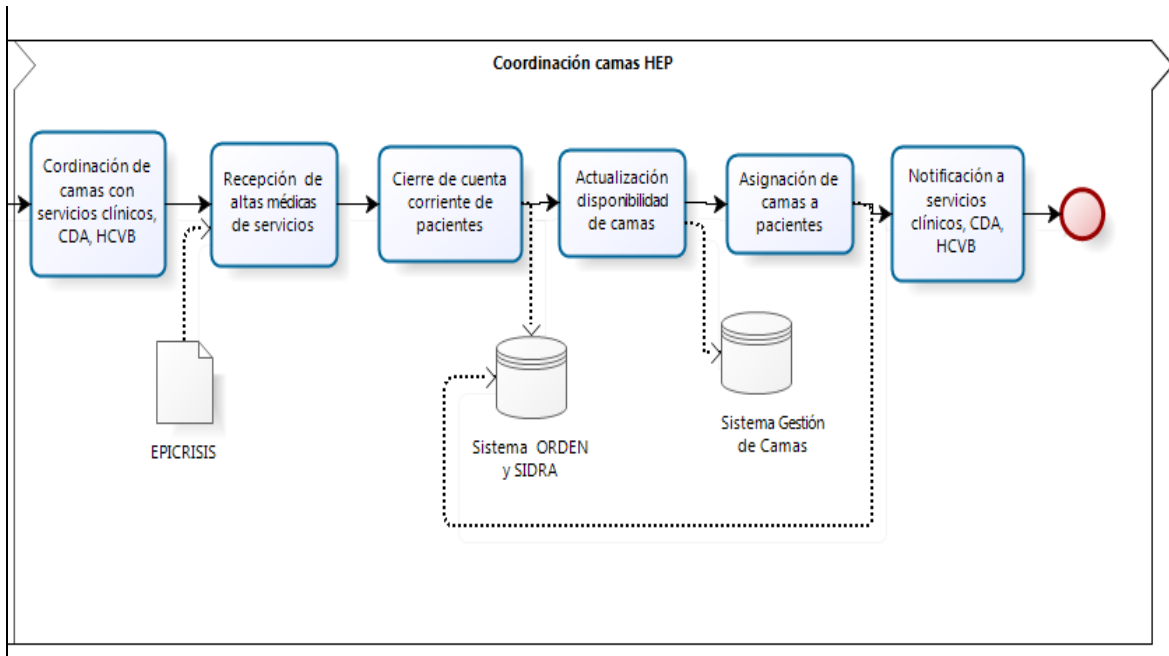 Coordinación camas HEP
Cordinación de
camas con
servicios clínicos,
CDA, HCVB
Recepción de
altas médicas
de servicios
Cierre de cuenta
corriente de
pacientes
Actualización
disponibilidad
de camas
Asignación de
camas a
pacientes
Notificación a
servicios
clínicos, CDA,
HCVB
EPICRISIS
Sistema ORDEN
y SIDRA
Sistema Gestión
de Camas